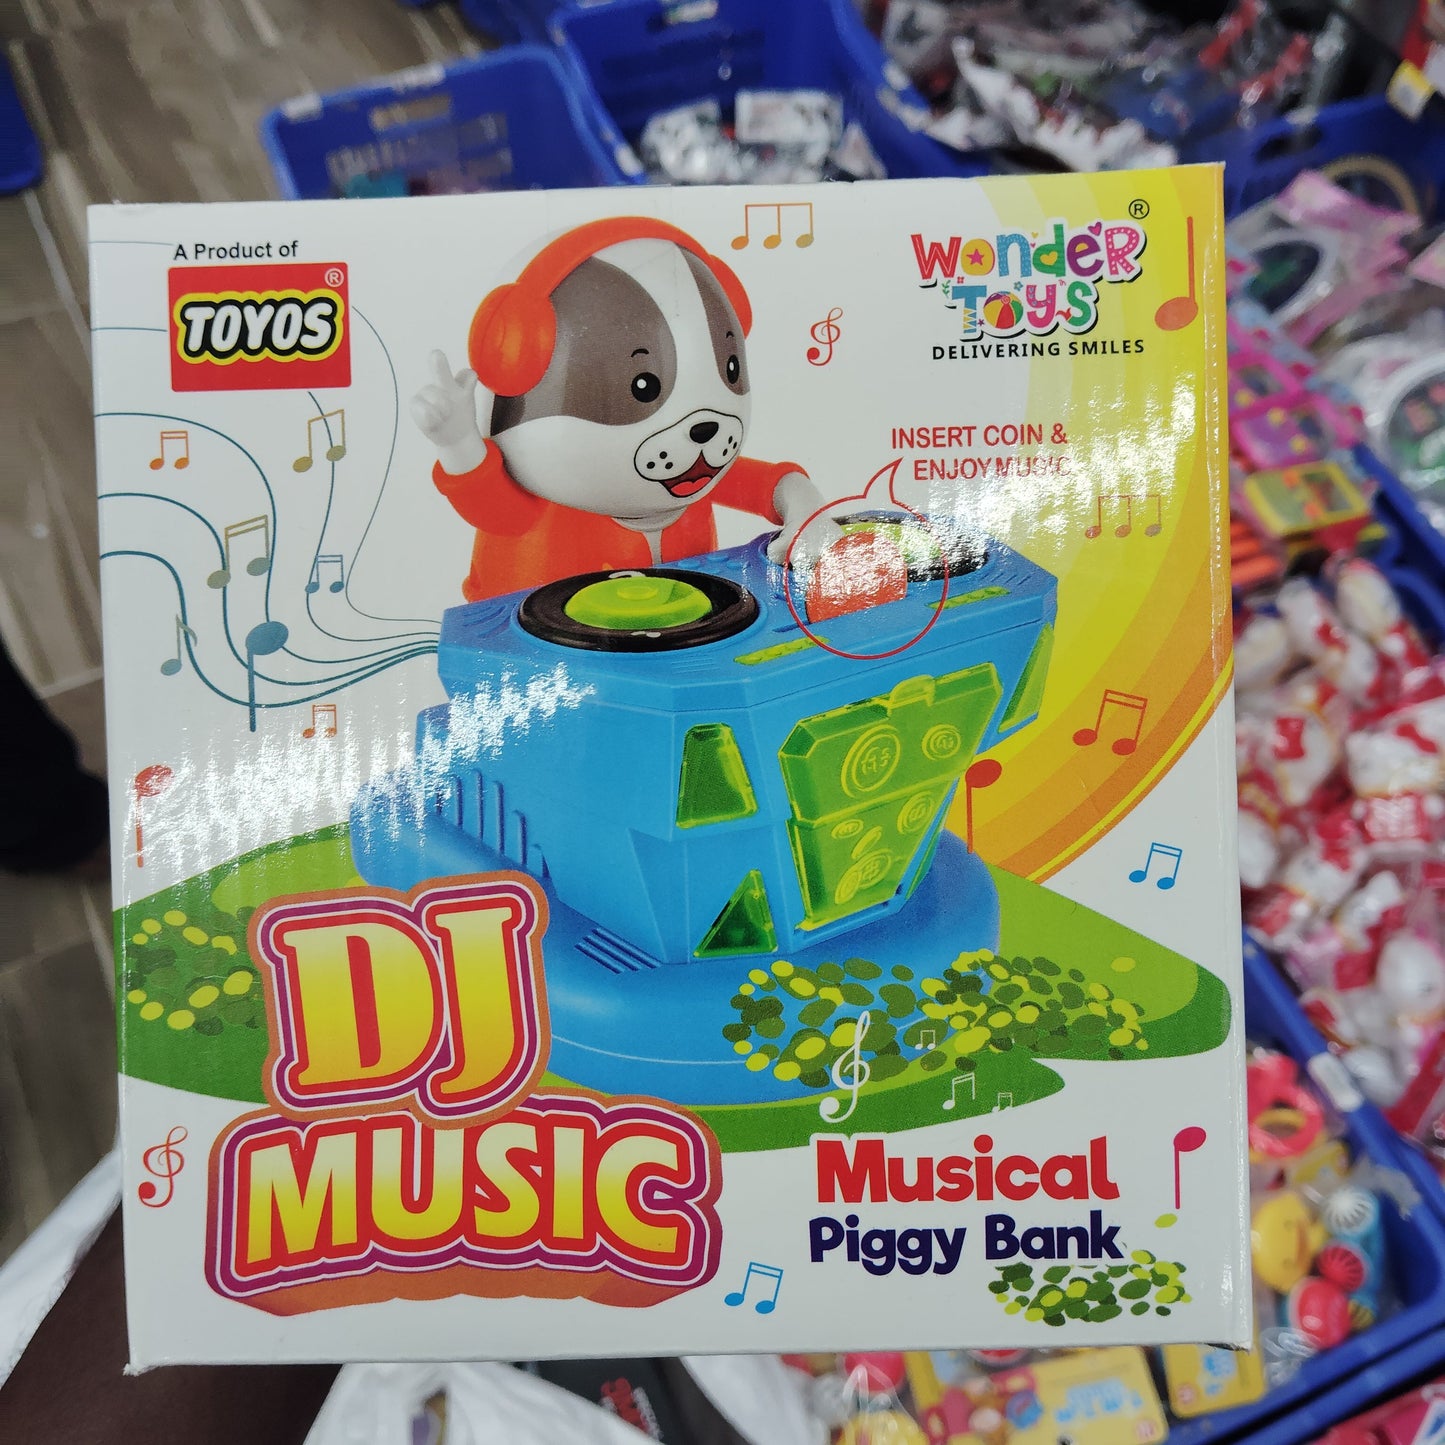 A Product of
TOYOS ®
WONDER ®
TOYS
DELIVERING SMILES
INSERT COIN &
ENJOY MUSIC
DJ
MUSIC
Musical
Piggy Bank